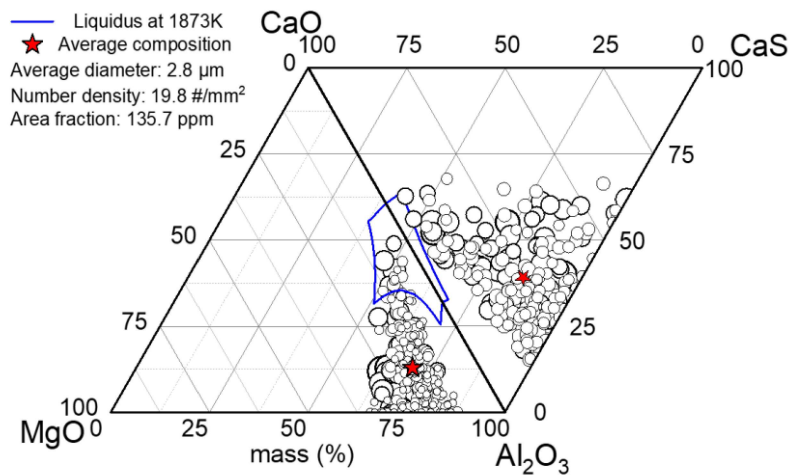 Liquidus at 1873K
Average composition
Average diameter: 2.8 μm
Number density: 19.8 #/mm²
Area fraction: 135.7 ppm
CaO
100 75 50 25 0
CaS
0 100
25 75
50 50
75 25
100 0
MgO
0 25 50 75 100
mass (%)
Al₂O₃